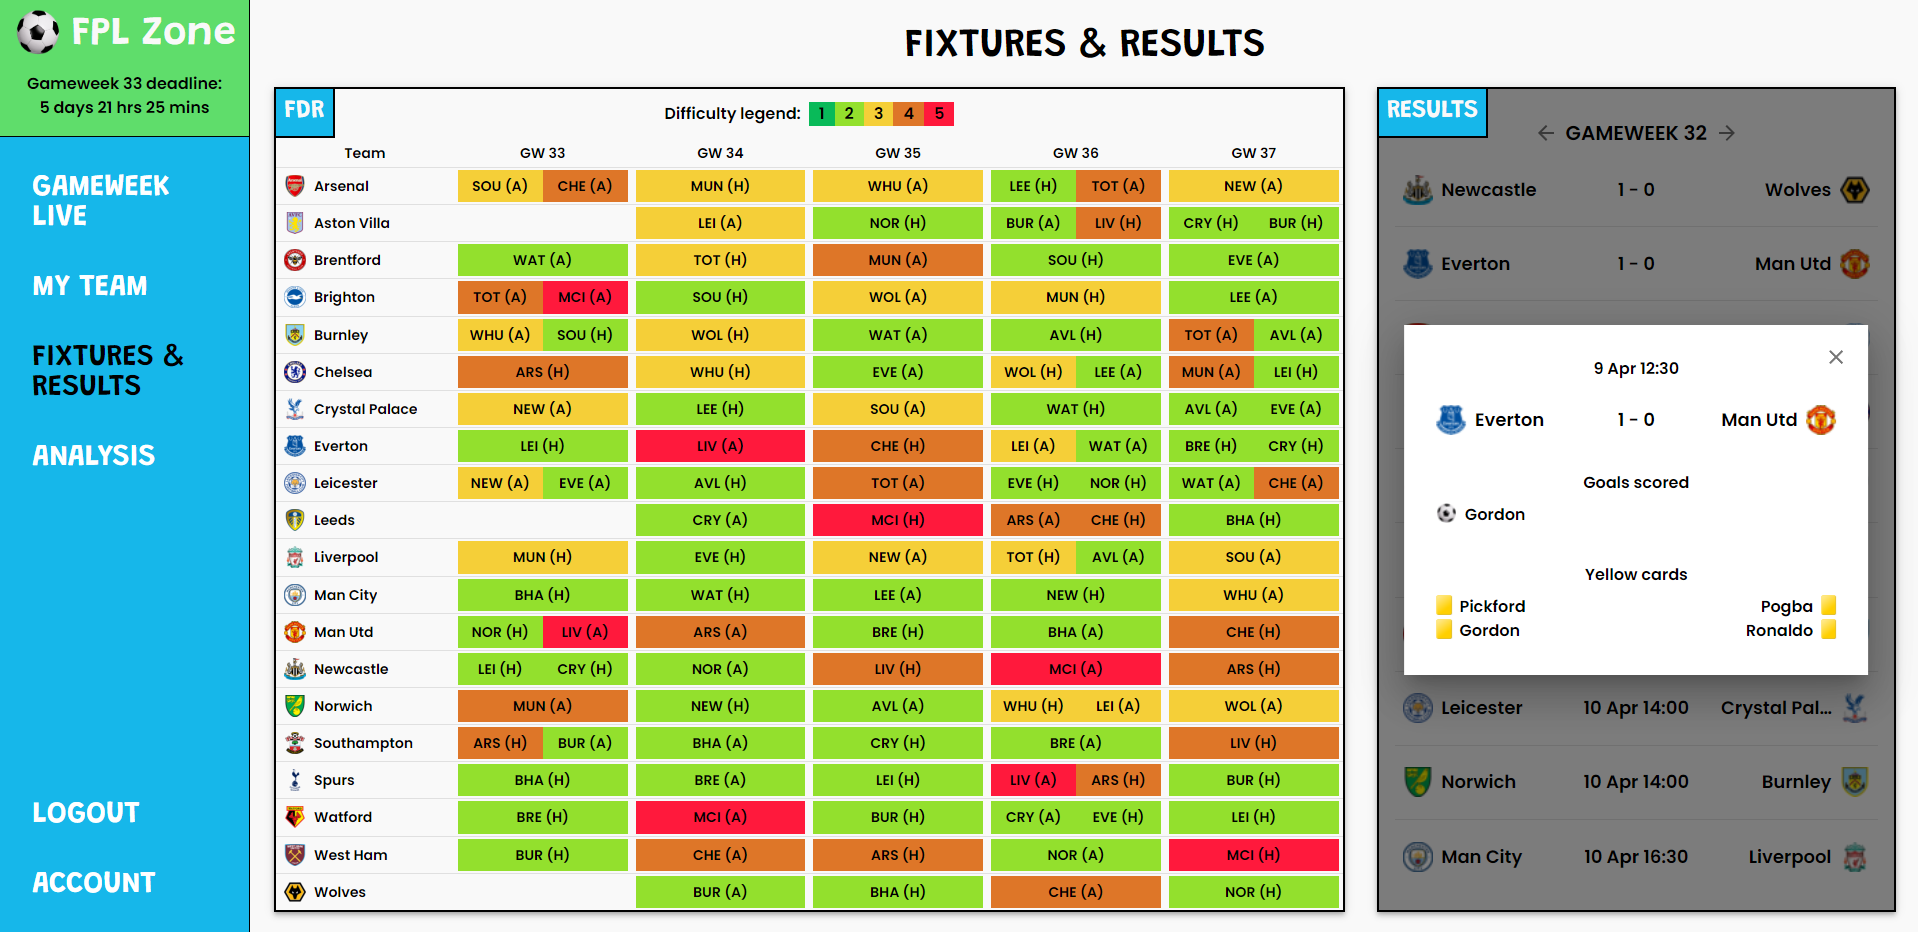 FPL Zone
Gameweek 33 deadline:
5 days 21 hrs 25 mins
GAMEWEEK
LIVE
MY TEAM
FIXTURES &
RESULTS
ANALYSIS
LOGOUT
ACCOUNT
FIXTURES & RESULTS
FDR
Difficulty legend: 1 2 3 4 5
Team GW 33 GW 34 GW 35 GW 36 GW 37
Arsenal SOU (A) CHE (A) MUN (H) WHU (A) LEE (H) TOT (A) NEW (A)
Aston Villa LEI (A) NOR (H) BUR (A) LIV (H) CRY (H) BUR (H)
Brentford WAT (A) TOT (H) MUN (A) SOU (H) EVE (A)
Brighton TOT (A) MCI (A) SOU (H) WOL (A) MUN (H) LEE (A)
Burnley WHU (A) SOU (H) WOL (H) WAT (A) AVL (H) TOT (A) AVL (A)
Chelsea ARS (H) WHU (H) EVE (A) WOL (H) LEE (A) MUN (A) LEI (H)
Crystal Palace NEW (A) LEE (H) SOU (A) WAT (H) AVL (A) EVE (A)
Everton LEI (H) LIV (A) CHE (H) LEI (A) WAT (A) BRE (H) CRY (H)
Leicester NEW (A) EVE (A) AVL (H) TOT (A) EVE (H) NOR (H) WAT (A) CHE (A)
Leeds CRY (A) MCI (H) ARS (A) CHE (H) BHA (H)
Liverpool MUN (H) EVE (H) NEW (A) TOT (H) AVL (A) SOU (A)
Man City BHA (H) WAT (H) LEE (A) NEW (H) WHU (A)
Man Utd NOR (H) LIV (A) ARS (A) BRE (H) BHA (A) CHE (H)
Newcastle LEI (H) CRY (H) NOR (A) LIV (H) MCI (A) ARS (H)
Norwich MUN (A) NEW (H) AVL (A) WHU (H) LEI (A) WOL (A)
Southampton ARS (H) BUR (A) BHA (A) CRY (H) BRE (A) LIV (H)
Spurs BHA (H) BRE (A) LEI (H) LIV (A) ARS (H) BUR (H)
Watford BRE (H) MCI (A) BUR (H) CRY (A) EVE (H) LEI (H)
West Ham BUR (H) CHE (A) ARS (H) NOR (A) MCI (H)
Wolves BUR (A) BHA (H) CHE (A) NOR (H)
RESULTS
← GAMEWEEK 32 →
Newcastle 1 - 0 Wolves
Everton 1 - 0 Man Utd
9 Apr 12:30
Everton 1 - 0 Man Utd
Goals scored
Gordon
Yellow cards
Pickford Pogba
Gordon Ronaldo
Leicester 10 Apr 14:00 Crystal Pal...
Norwich 10 Apr 14:00 Burnley
Man City 10 Apr 16:30 Liverpool